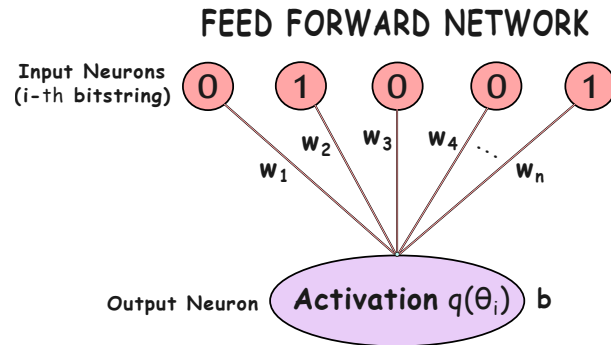 FEED FORWARD NETWORK
Input Neurons
(i-th bitstring)
0 1 0 0 1
w₁ w₂ w₃ w₄ ... wₙ
Output Neuron
Activation q(θᵢ)
b